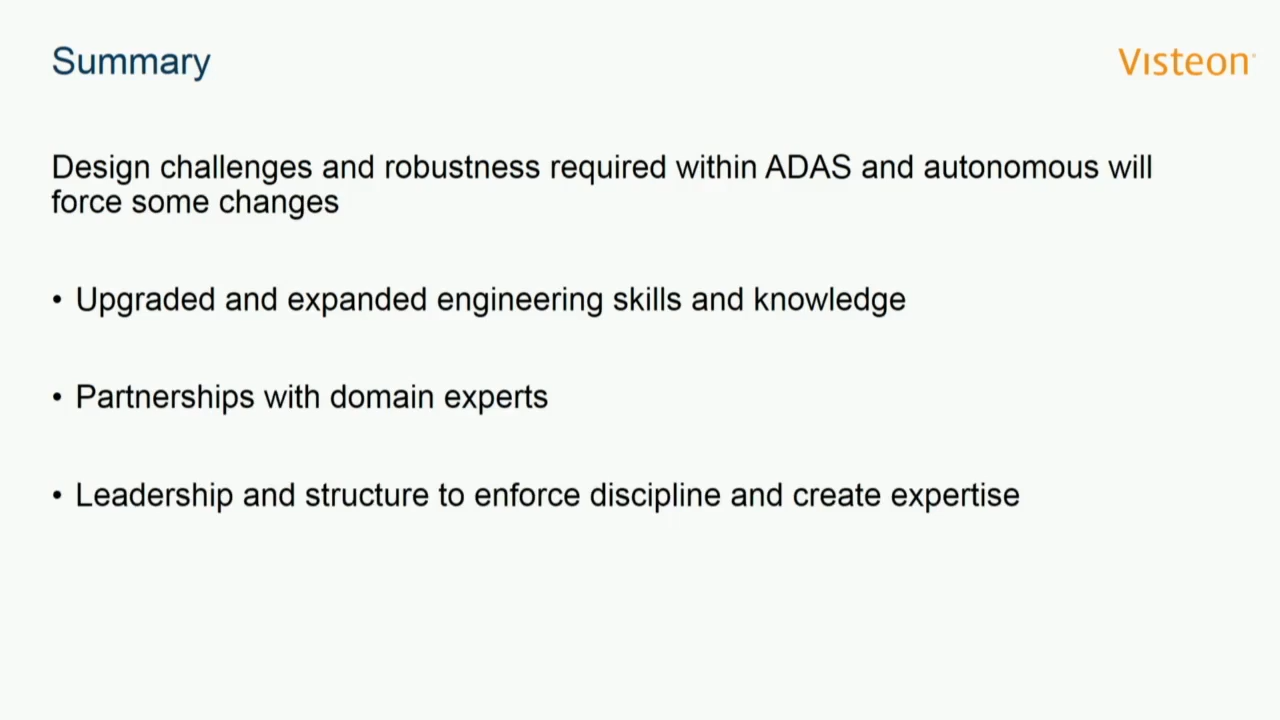 Summary
Visteon
Design challenges and robustness required within ADAS and autonomous will
force some changes
• Upgraded and expanded engineering skills and knowledge
• Partnerships with domain experts
• Leadership and structure to enforce discipline and create expertise